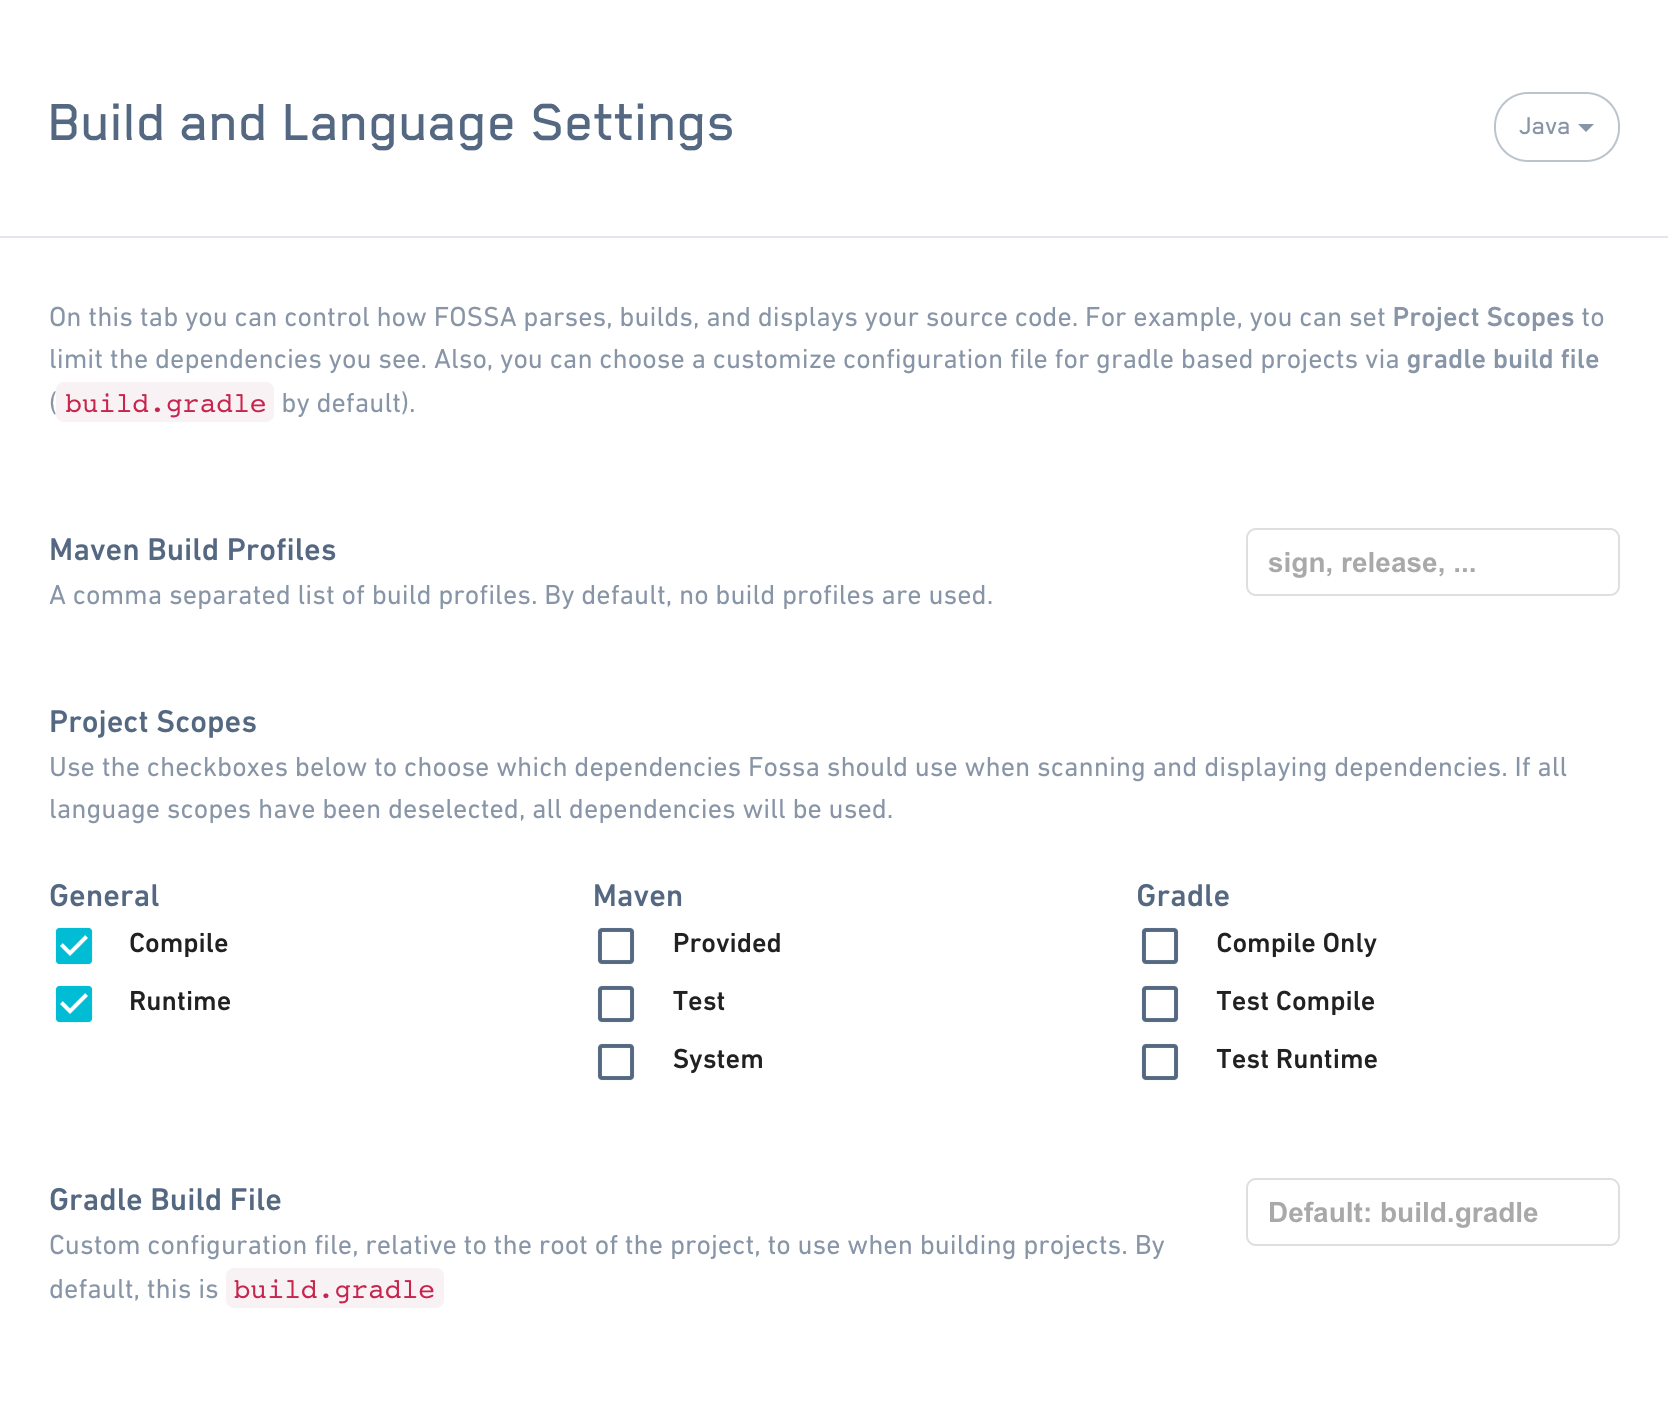 Build and Language Settings
Java
On this tab you can control how FOSSA parses, builds, and displays your source code. For example, you can set Project Scopes to
limit the dependencies you see. Also, you can choose a customize configuration file for gradle based projects via gradle build file
( build.gradle by default).
Maven Build Profiles
sign, release, ...
A comma separated list of build profiles. By default, no build profiles are used.
Project Scopes
Use the checkboxes below to choose which dependencies Fossa should use when scanning and displaying dependencies. If all
language scopes have been deselected, all dependencies will be used.
General
Compile
Runtime
Maven
Provided
Test
System
Gradle
Compile Only
Test Compile
Test Runtime
Gradle Build File
Default: build.gradle
Custom configuration file, relative to the root of the project, to use when building projects. By
default, this is build.gradle